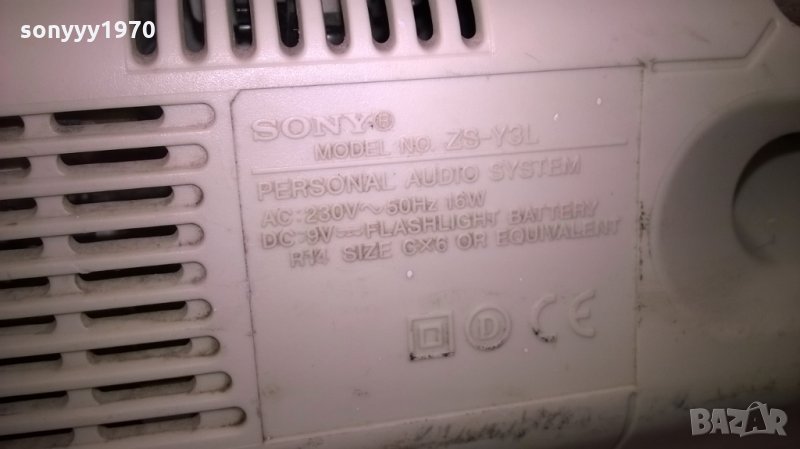 sonyyy1970
SONY®
MODEL NO. ZS-Y3L
PERSONAL AUDIO SYSTEM
AC:230V～50Hz 16W
DC:9V⎓FLASHLIGHT BATTERY
R14 SIZE C×6 OR EQUIVALENT
D CE
BAZAR